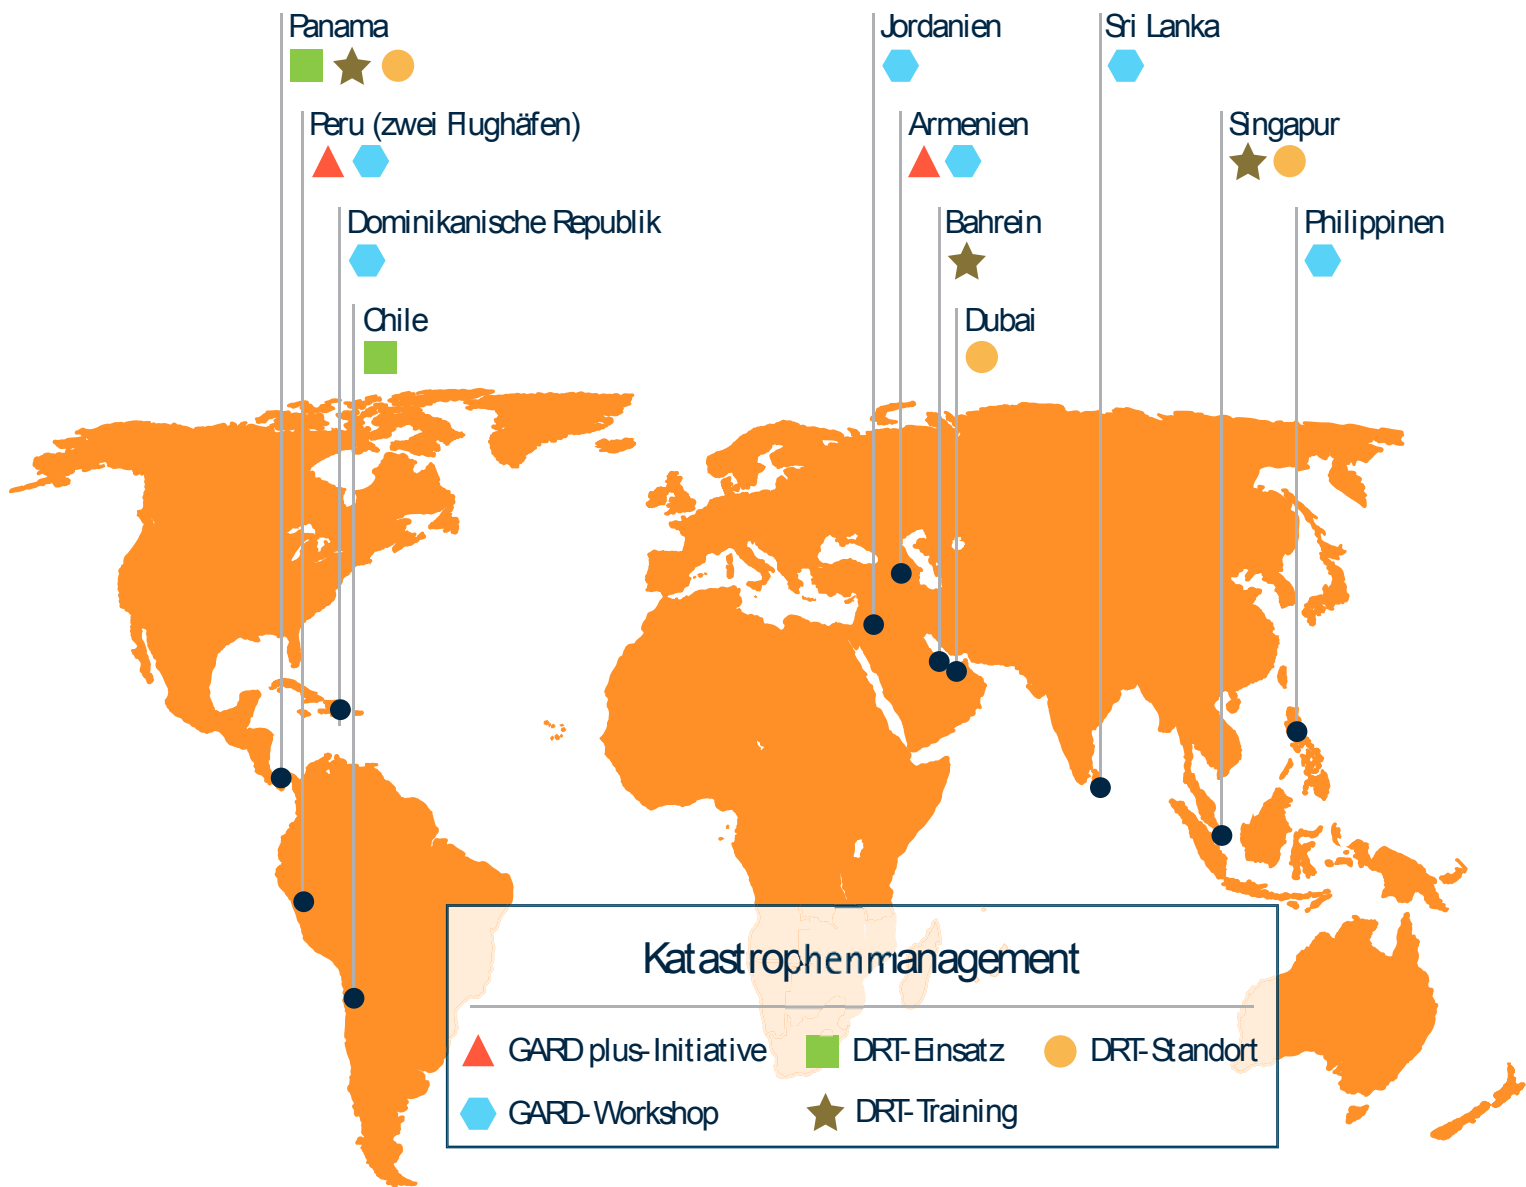 Panama
Jordanien
Sri Lanka
Peru (zwei Flughäfen)
Armenien
Singapur
Dominikanische Republik
Bahrein
Philippinen
Chile
Dubai
Katastrophenmanagement
GARD plus-Initiative
DRT-Einsatz
DRT-Standort
GARD-Workshop
DRT-Training